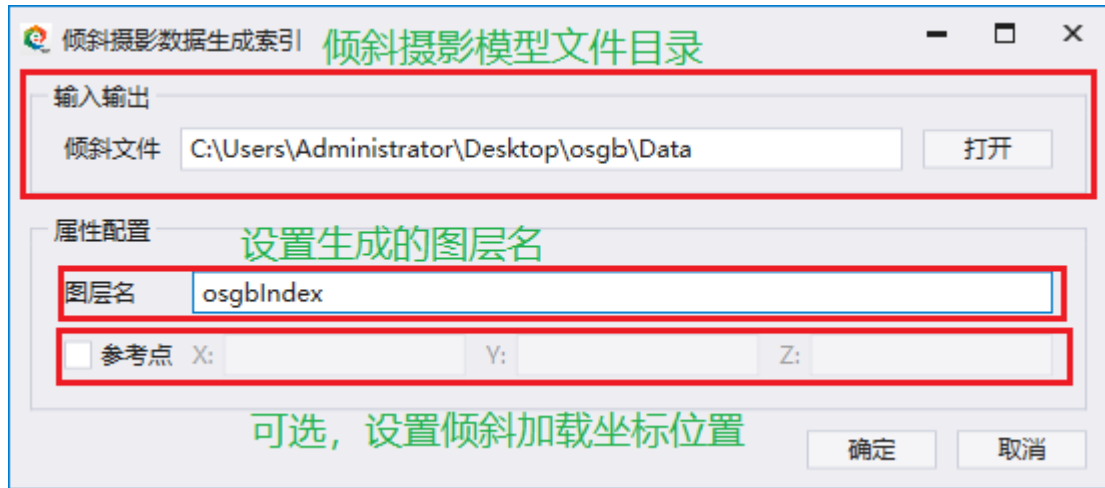 倾斜摄影数据生成索引 倾斜摄影模型文件目录
输入输出
倾斜文件 C:\Users\Administrator\Desktop\osgb\Data 打开
属性配置 设置生成的图层名
图层名 osgbIndex
参考点 X: Y: Z:
可选，设置倾斜加载坐标位置
确定 取消